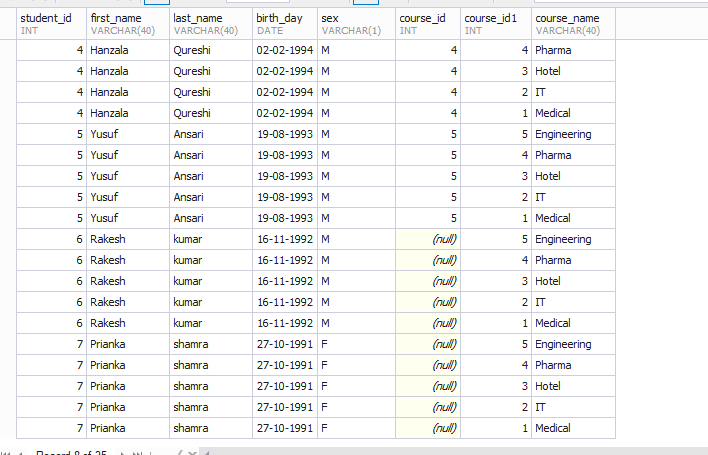 student_id first_name last_name birth_day sex course_id course_id1 course_name
INT VARCHAR(40) VARCHAR(40) DATE VARCHAR(1) INT INT VARCHAR(40)
4 Hanzala Qureshi 02-02-1994 M 4 4 Pharma
4 Hanzala Qureshi 02-02-1994 M 4 3 Hotel
4 Hanzala Qureshi 02-02-1994 M 4 2 IT
4 Hanzala Qureshi 02-02-1994 M 4 1 Medical
5 Yusuf Ansari 19-08-1993 M 5 5 Engineering
5 Yusuf Ansari 19-08-1993 M 5 4 Pharma
5 Yusuf Ansari 19-08-1993 M 5 3 Hotel
5 Yusuf Ansari 19-08-1993 M 5 2 IT
5 Yusuf Ansari 19-08-1993 M 5 1 Medical
6 Rakesh kumar 16-11-1992 M (null) 5 Engineering
6 Rakesh kumar 16-11-1992 M (null) 4 Pharma
6 Rakesh kumar 16-11-1992 M (null) 3 Hotel
6 Rakesh kumar 16-11-1992 M (null) 2 IT
6 Rakesh kumar 16-11-1992 M (null) 1 Medical
7 Prianka shamra 27-10-1991 F (null) 5 Engineering
7 Prianka shamra 27-10-1991 F (null) 4 Pharma
7 Prianka shamra 27-10-1991 F (null) 3 Hotel
7 Prianka shamra 27-10-1991 F (null) 2 IT
7 Prianka shamra 27-10-1991 F (null) 1 Medical
Record 8 of 35